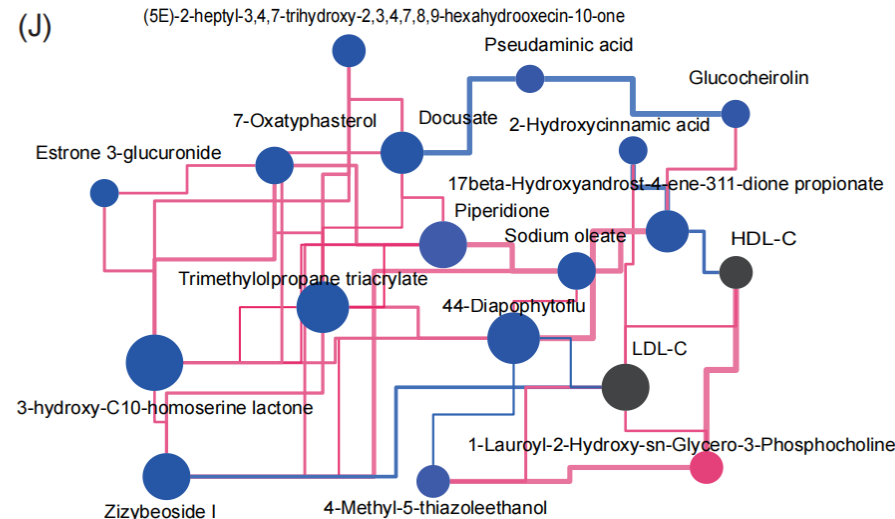 (J)
(5E)-2-heptyl-3,4,7-trihydroxy-2,3,4,7,8,9-hexahydrooxecin-10-one
Pseudaminic acid
Glucocheirolin
7-Oxatyphasterol
Docusate
2-Hydroxycinnamic acid
Estrone 3-glucuronide
17beta-Hydroxyandrost-4-ene-311-dione propionate
Piperidione
Sodium oleate
HDL-C
Trimethylolpropane triacrylate
44-Diapophytoflu
LDL-C
3-hydroxy-C10-homoserine lactone
1-Lauroyl-2-Hydroxy-sn-Glycero-3-Phosphocholine
Zizybeoside I
4-Methyl-5-thiazoleethanol